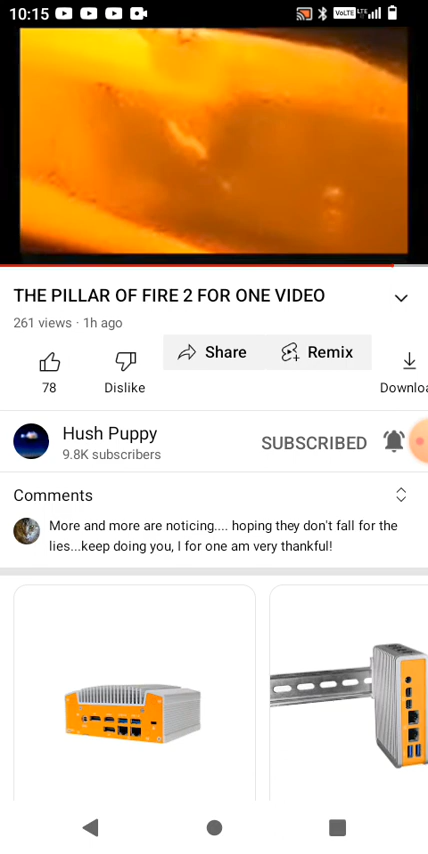 10:15
VoLTE LTE
THE PILLAR OF FIRE 2 FOR ONE VIDEO
261 views · 1h ago
Share
Remix
78
Dislike
Downloa
Hush Puppy
9.8K subscribers
SUBSCRIBED
Comments
More and more are noticing.... hoping they don't fall for the
lies...keep doing you, I for one am very thankful!